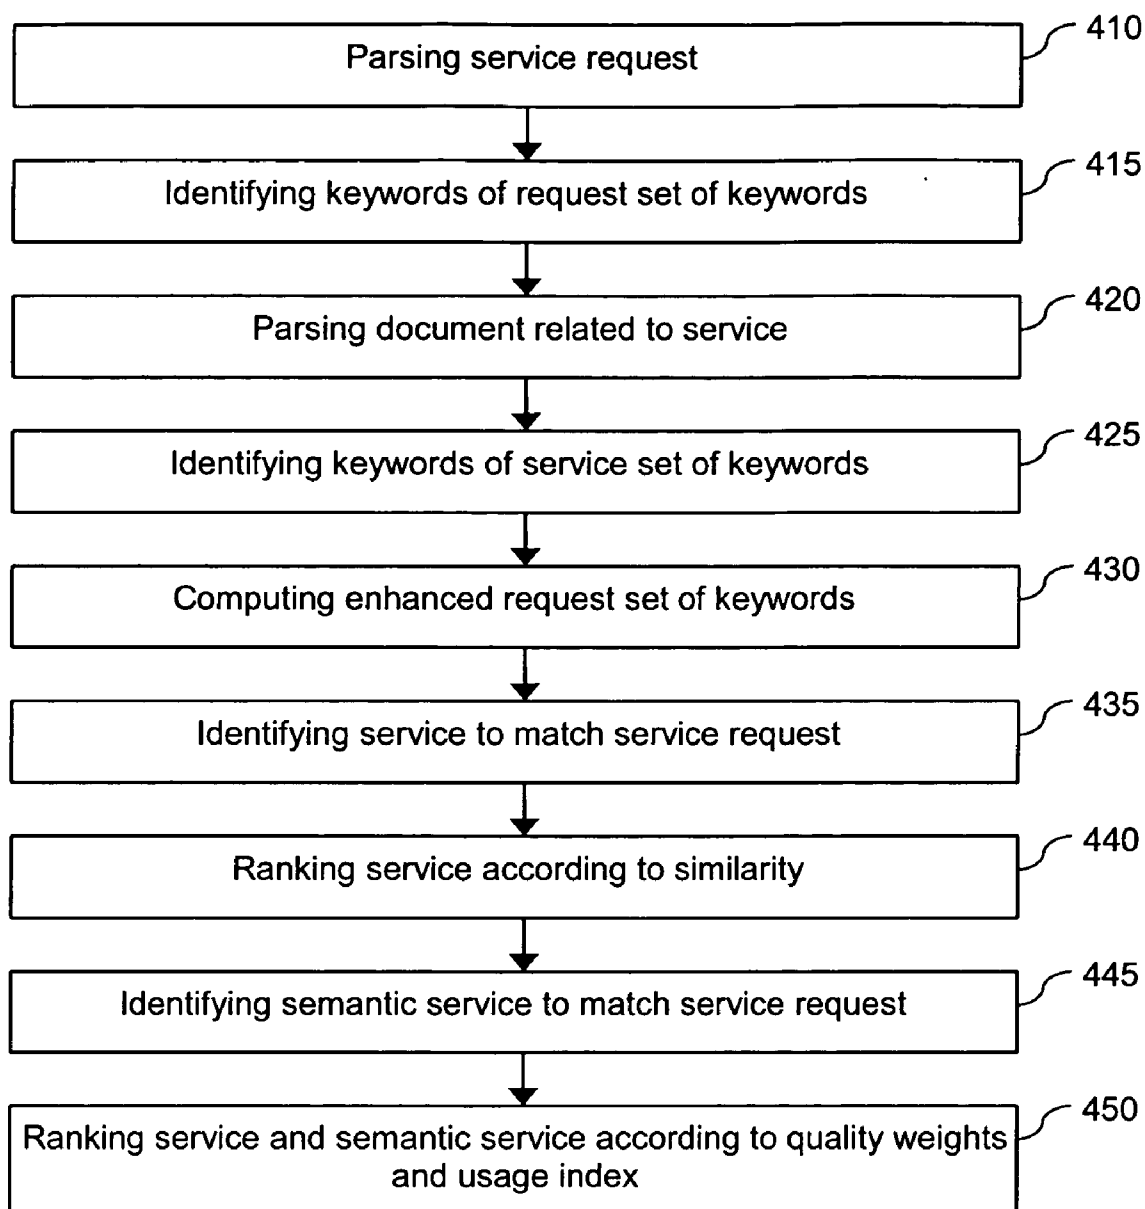 410
Parsing service request
415
Identifying keywords of request set of keywords
420
Parsing document related to service
425
Identifying keywords of service set of keywords
430
Computing enhanced request set of keywords
435
Identifying service to match service request
440
Ranking service according to similarity
445
Identifying semantic service to match service request
450
Ranking service and semantic service according to quality weights
and usage index